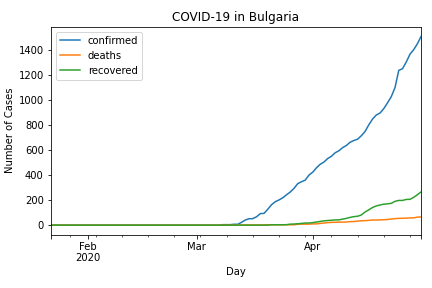 COVID-19 in Bulgaria
confirmed
deaths
recovered
1400
1200
1000
800
600
400
200
0
Number of Cases
Feb
2020
Mar
Apr
Day